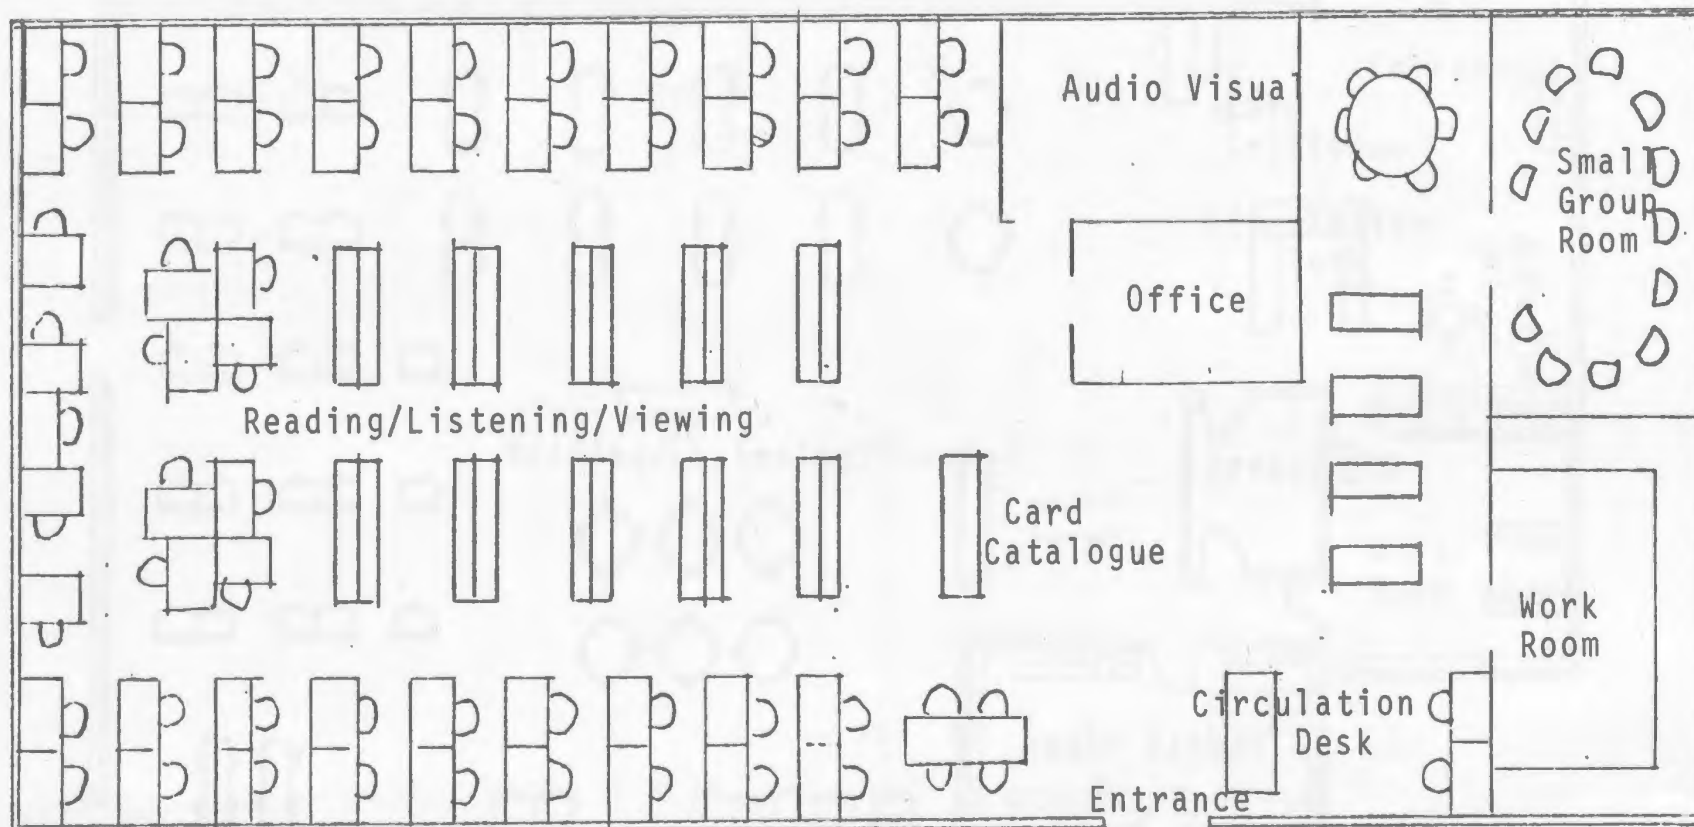 Audio Visual
Small
Group
Room
Office
Reading/Listening/Viewing
Card
Catalogue
Work
Room
Circulation
Desk
Entrance